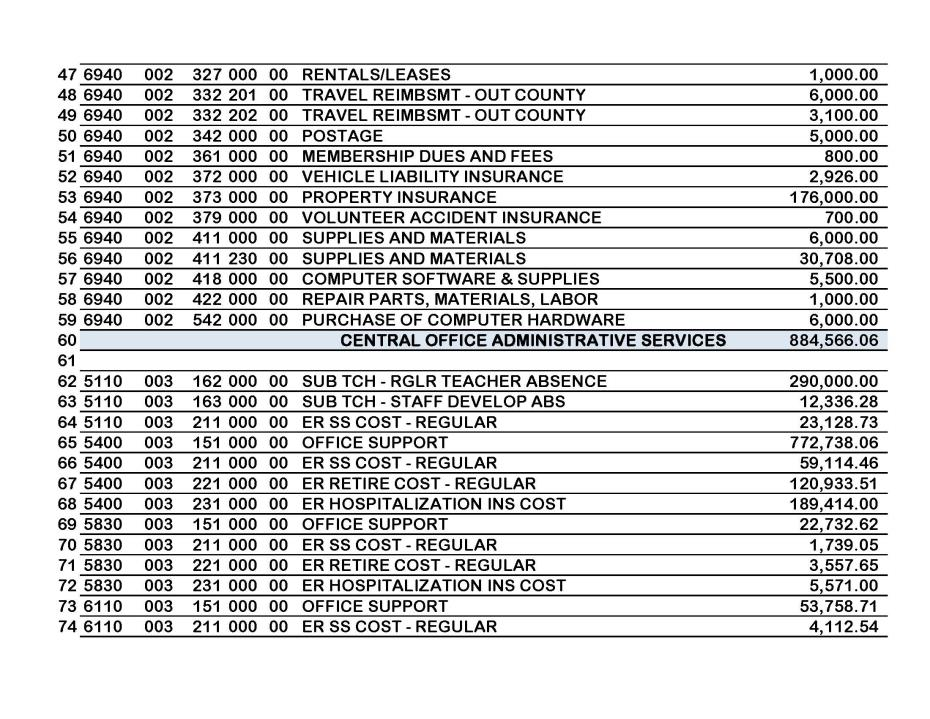 47 6940 002 327 000 00 RENTALS/LEASES 1,000.00
48 6940 002 332 201 00 TRAVEL REIMBSMT - OUT COUNTY 6,000.00
49 6940 002 332 202 00 TRAVEL REIMBSMT - OUT COUNTY 3,100.00
50 6940 002 342 000 00 POSTAGE 5,000.00
51 6940 002 361 000 00 MEMBERSHIP DUES AND FEES 800.00
52 6940 002 372 000 00 VEHICLE LIABILITY INSURANCE 2,926.00
53 6940 002 373 000 00 PROPERTY INSURANCE 176,000.00
54 6940 002 379 000 00 VOLUNTEER ACCIDENT INSURANCE 700.00
55 6940 002 411 000 00 SUPPLIES AND MATERIALS 6,000.00
56 6940 002 411 230 00 SUPPLIES AND MATERIALS 30,708.00
57 6940 002 418 000 00 COMPUTER SOFTWARE & SUPPLIES 5,500.00
58 6940 002 422 000 00 REPAIR PARTS, MATERIALS, LABOR 1,000.00
59 6940 002 542 000 00 PURCHASE OF COMPUTER HARDWARE 6,000.00
60 CENTRAL OFFICE ADMINISTRATIVE SERVICES 884,566.06
61
62 5110 003 162 000 00 SUB TCH - RGLR TEACHER ABSENCE 290,000.00
63 5110 003 163 000 00 SUB TCH - STAFF DEVELOP ABS 12,336.28
64 5110 003 211 000 00 ER SS COST - REGULAR 23,128.73
65 5400 003 151 000 00 OFFICE SUPPORT 772,738.06
66 5400 003 211 000 00 ER SS COST - REGULAR 59,114.46
67 5400 003 221 000 00 ER RETIRE COST - REGULAR 120,933.51
68 5400 003 231 000 00 ER HOSPITALIZATION INS COST 189,414.00
69 5830 003 151 000 00 OFFICE SUPPORT 22,732.62
70 5830 003 211 000 00 ER SS COST - REGULAR 1,739.05
71 5830 003 221 000 00 ER RETIRE COST - REGULAR 3,557.65
72 5830 003 231 000 00 ER HOSPITALIZATION INS COST 5,571.00
73 6110 003 151 000 00 OFFICE SUPPORT 53,758.71
74 6110 003 211 000 00 ER SS COST - REGULAR 4,112.54